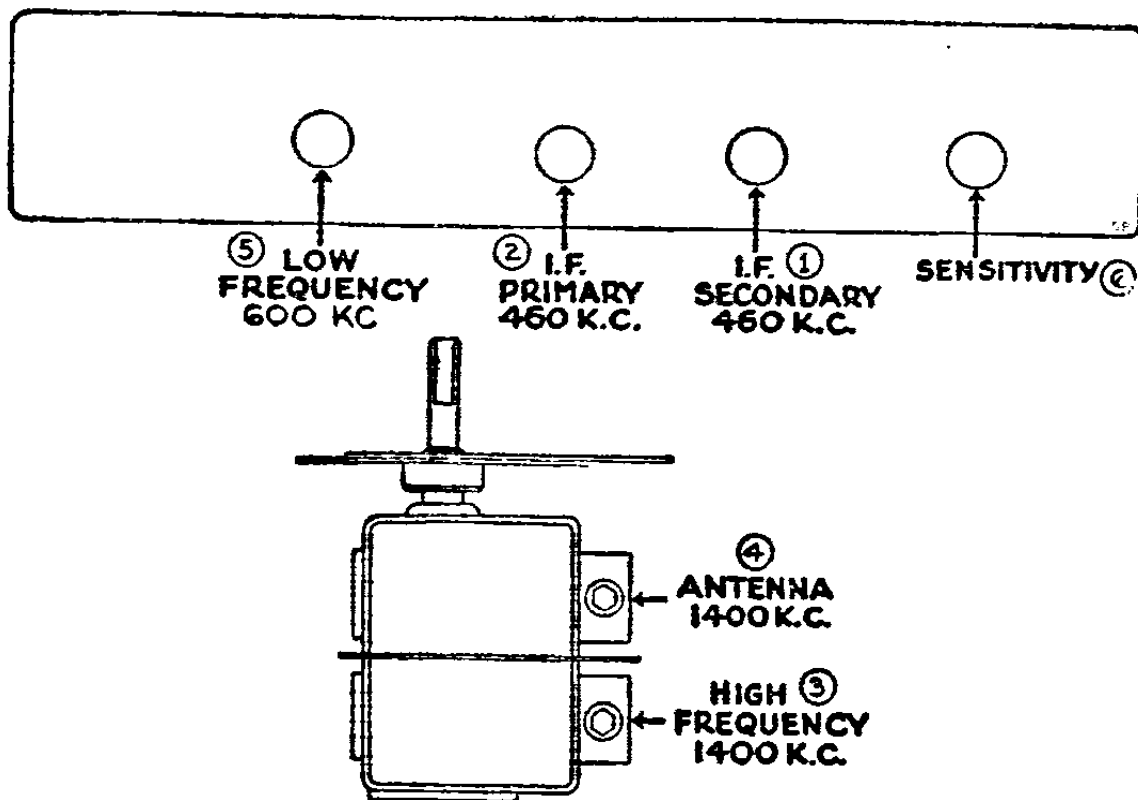 ⑤ LOW
FREQUENCY
600 KC
② I.F.
PRIMARY
460 K.C.
I.F. ①
SECONDARY
460 K.C.
SENSITIVITY
④
ANTENNA
1400 K.C.
HIGH ③
FREQUENCY
1400 K.C.